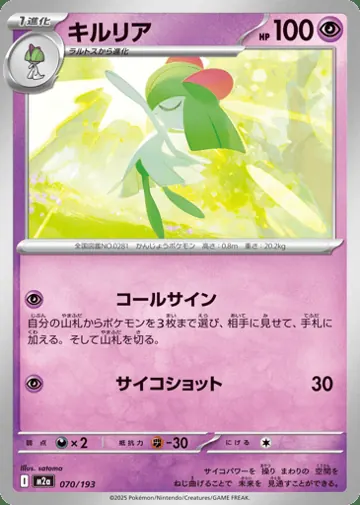 1進化 キルリア HP100
ラルトスから進化
全国図鑑NO.0281 かんじょうポケモン 高さ:0.8m 重さ:20.2kg
コールサイン
自分の山札からポケモンを3枚まで選び、相手に見せて、手札に
加える。そして山札を切る。
サイコショット 30
弱点 ×2 抵抗力 -30 にげる
Illus. satoma
I m2a 070/193
サイコパワーを 操り まわりの 空間を
ねじ曲げることで 未来を 見通すことが できる。
©2025 Pokémon/Nintendo/Creatures/GAME FREAK.